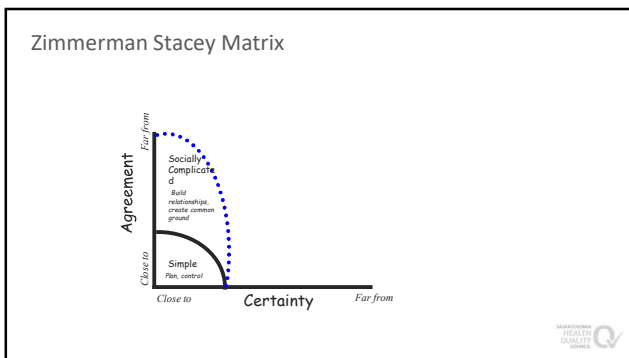 Zimmerman Stacey Matrix
Far from
Agreement
Close to
Socially
Complicate
d
Build
relationships,
create common
ground
Simple
Plan, control
Close to
Certainty
Far from
SASKATCHEWAN
HEALTH
QUALITY
COUNCIL